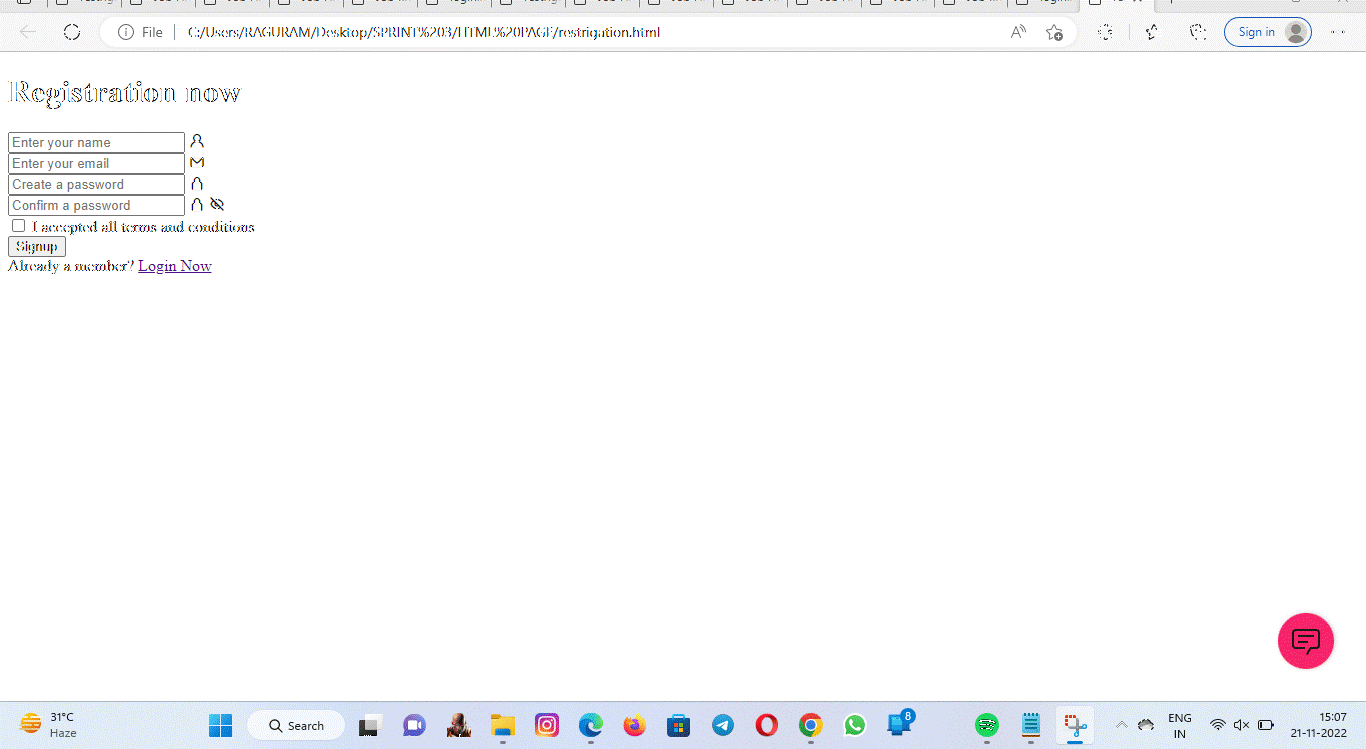 File
C:/Users/RAGURAM/Desktop/SPRINT%203/HTML%20PAGE/restrigation.html
Sign in
Registration now
Enter your name
Enter your email
Create a password
Confirm a password
I accepted all terms and conditions
Signup
Already a member? Login Now
31°C
Haze
Search
8
ENG
IN
15:07
21-11-2022